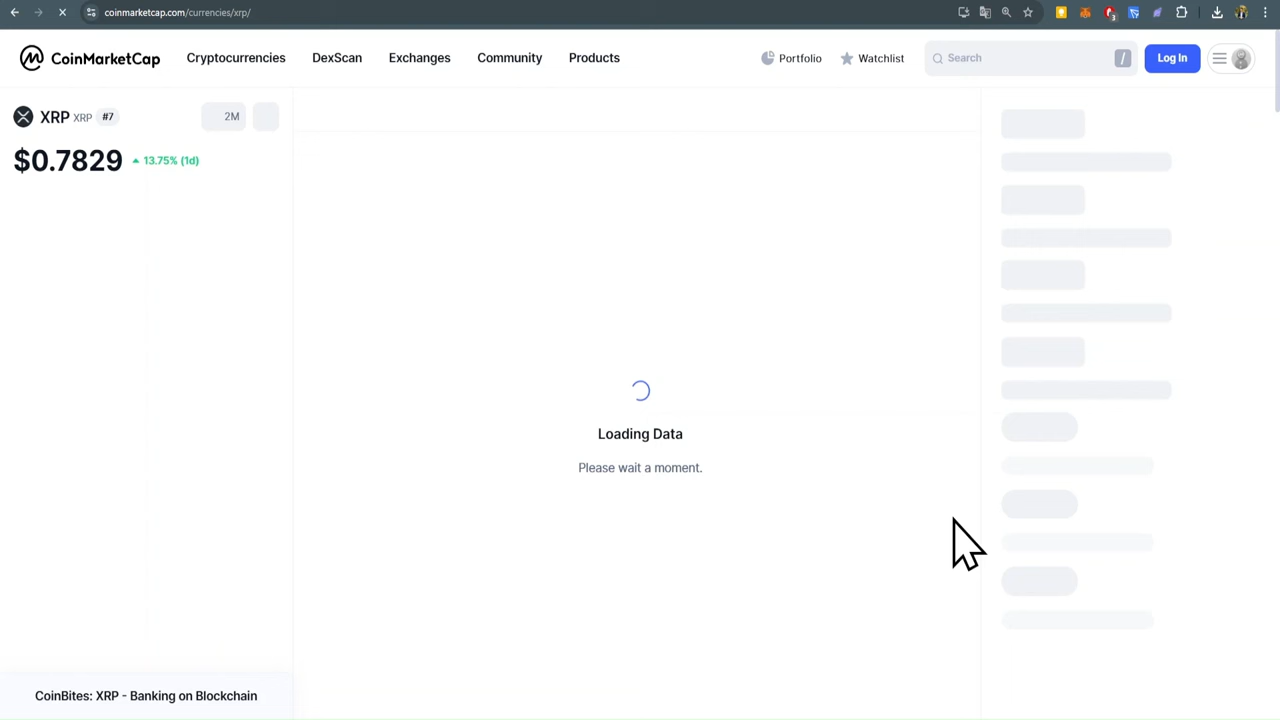 coinmarketcap.com/currencies/xrp/
3
CoinMarketCap
Cryptocurrencies
DexScan
Exchanges
Community
Products
Portfolio
Watchlist
Search
/
Log In
XRP XRP #7
2M
$0.7829 13.75% (1d)
Loading Data
Please wait a moment.
CoinBites: XRP - Banking on Blockchain